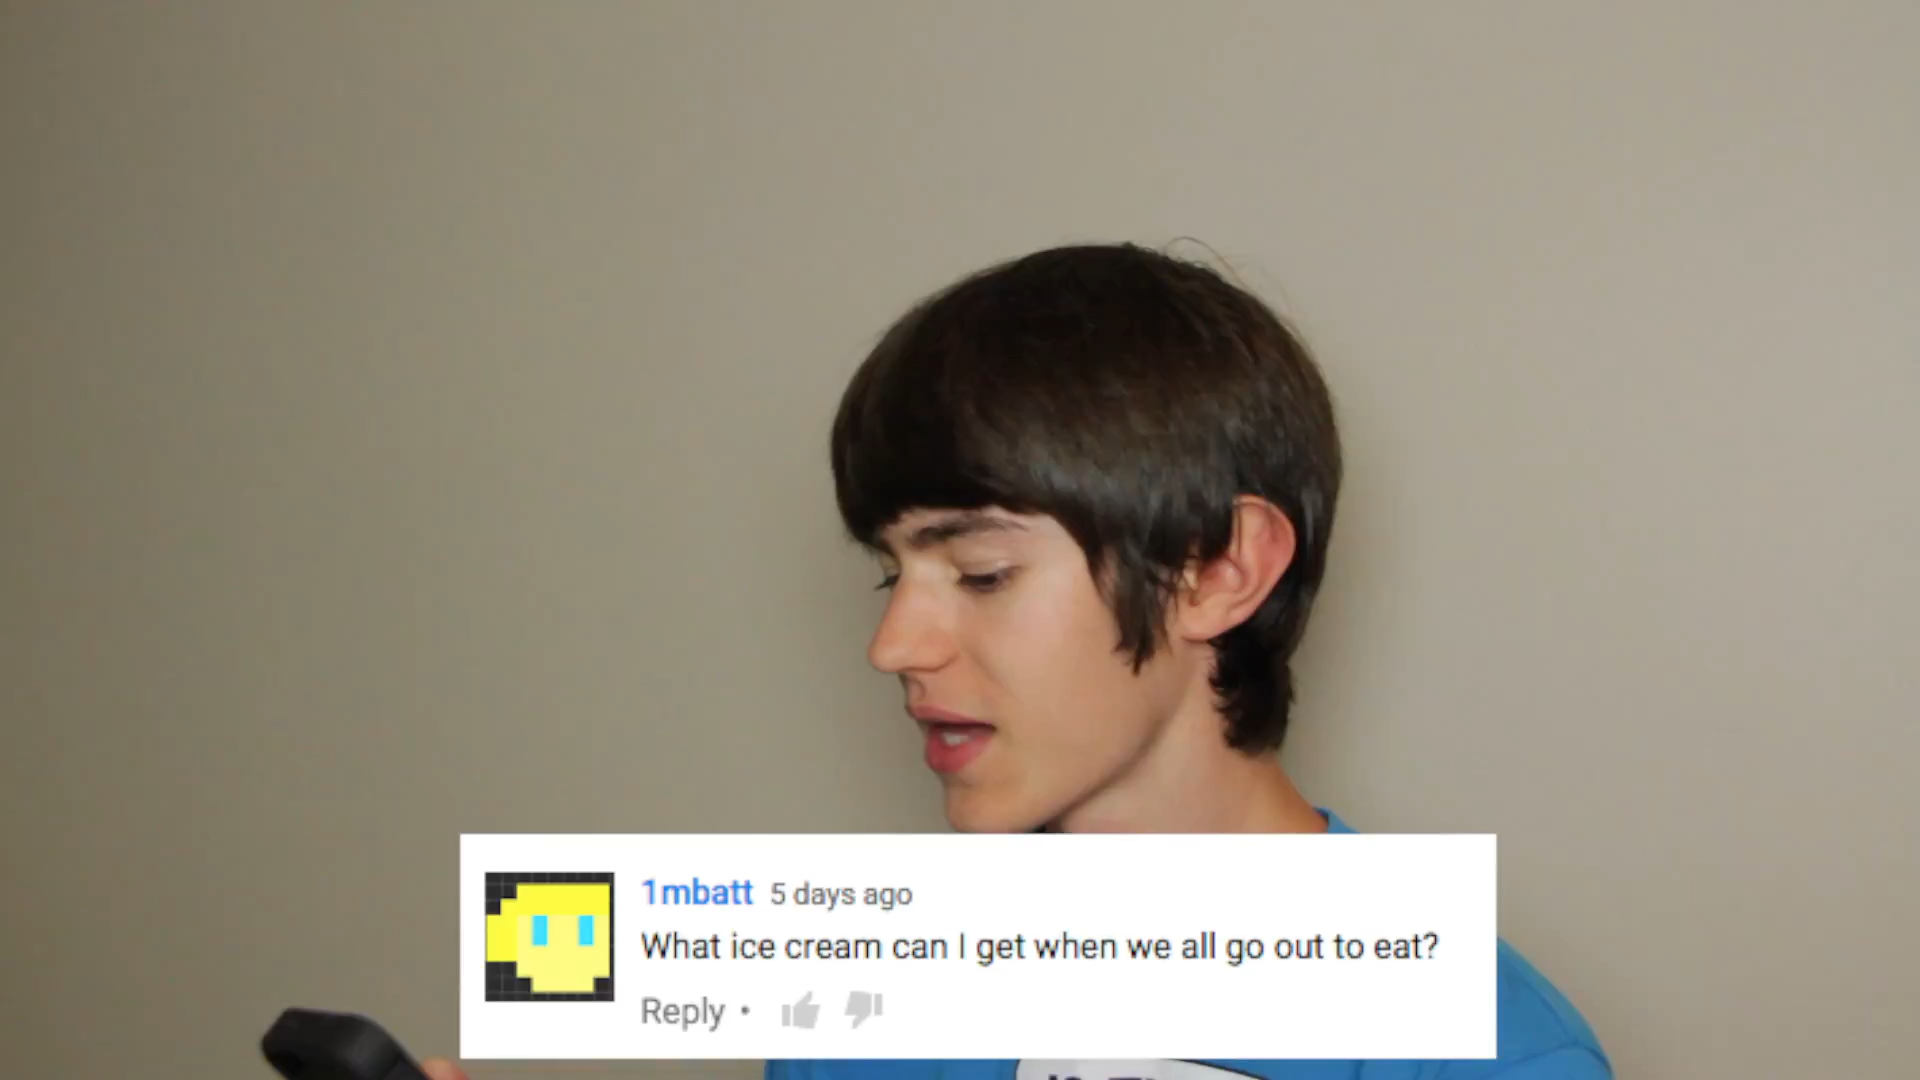 1mbatt 5 days ago
What ice cream can I get when we all go out to eat?
Reply •